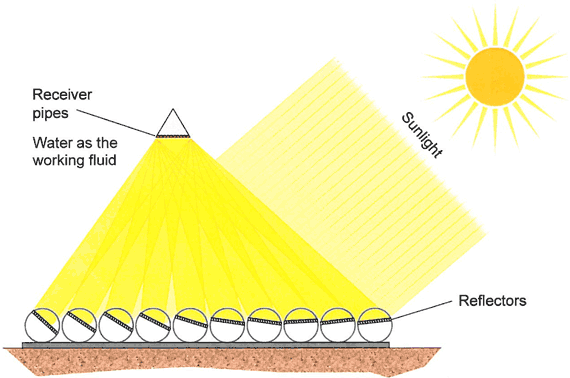 Receiver
pipes
Water as the
working fluid
Sunlight
Reflectors